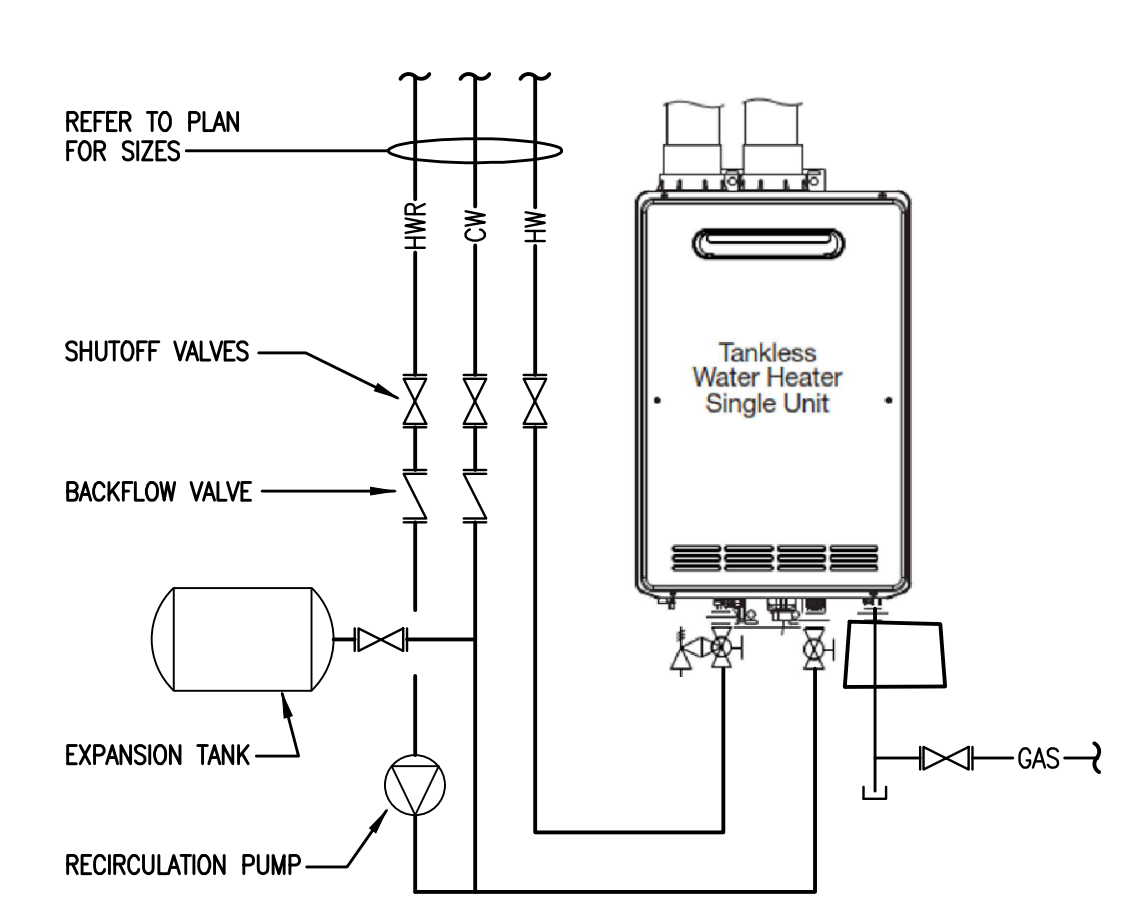 REFER TO PLAN
FOR SIZES
HWR
CW
HW
SHUTOFF VALVES
Tankless
Water Heater
Single Unit
BACKFLOW VALVE
EXPANSION TANK
GAS
RECIRCULATION PUMP